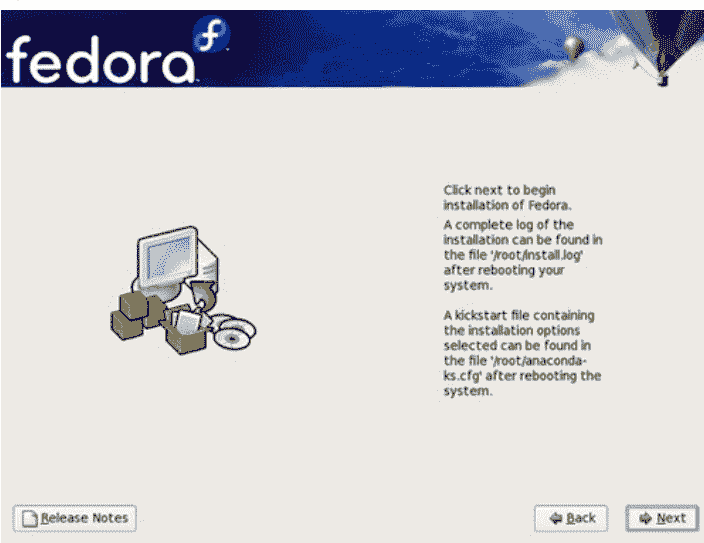 fedora
Click next to begin
installation of Fedora.
A complete log of the
installation can be found in
the file '/root/install.log'
after rebooting your
system.
A kickstart file containing
the installation options
selected can be found in
the file '/root/anaconda-
ks.cfg' after rebooting the
system.
Release Notes
Back
Next